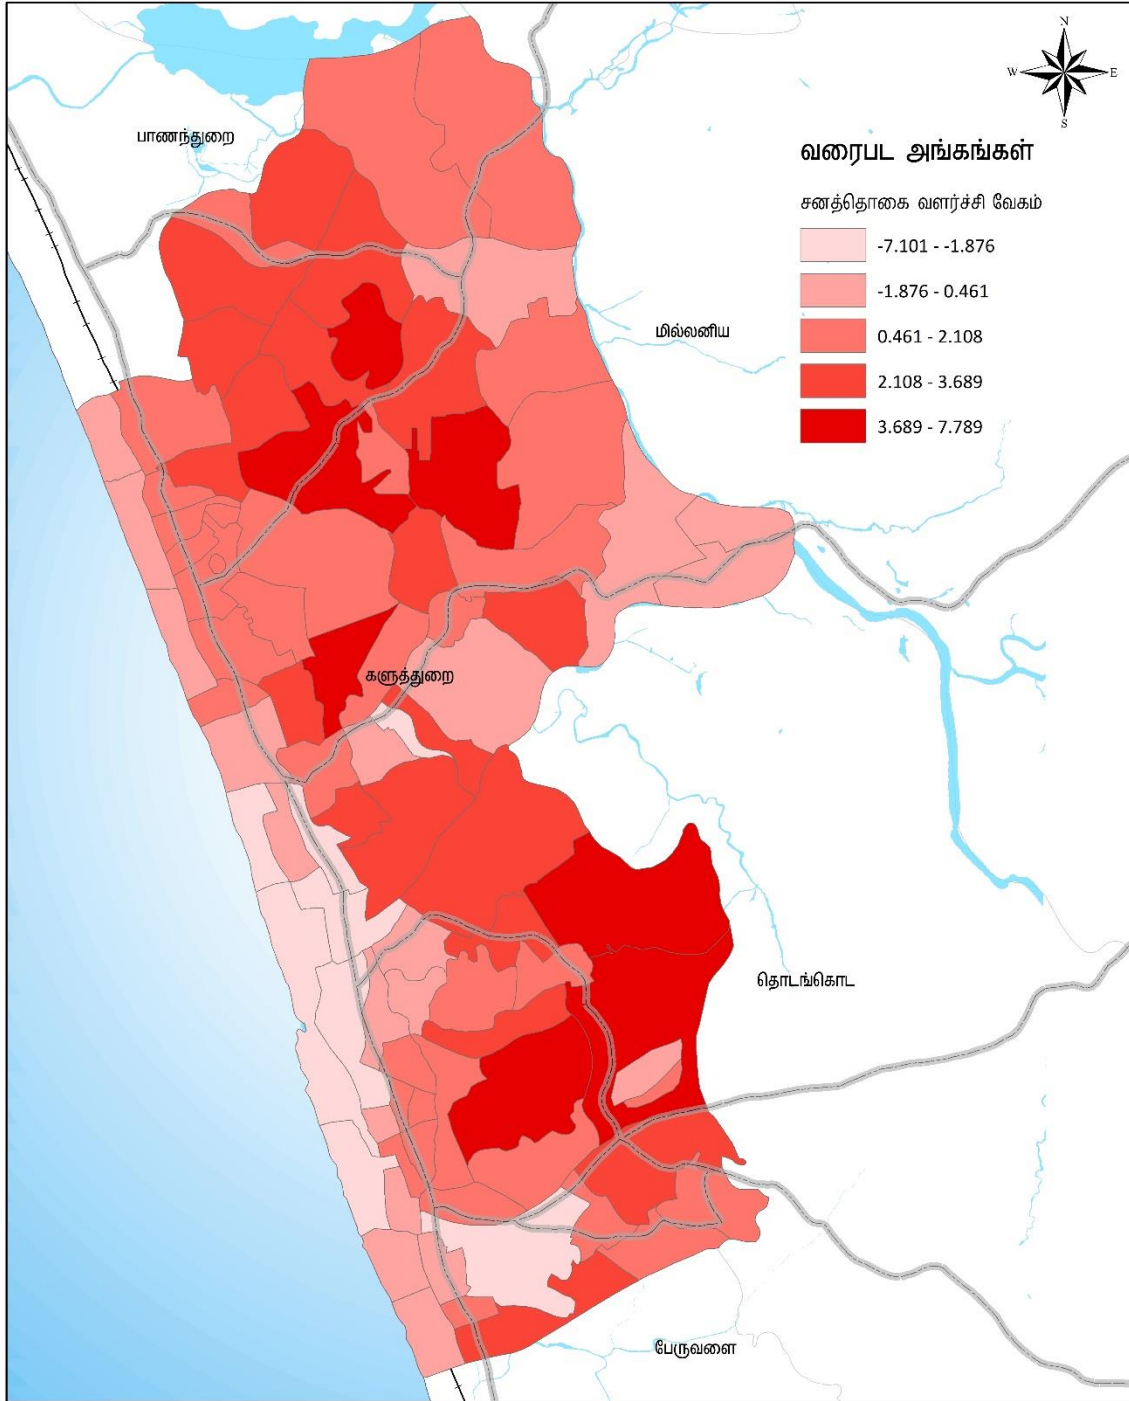 N
W E
S
பாணந்துறை
வரைபட அங்கங்கள்
சனத்தொகை வளர்ச்சி வேகம்
-7.101 - -1.876
-1.876 - 0.461
மில்லனிய
0.461 - 2.108
2.108 - 3.689
3.689 - 7.789
களுத்துறை
தொடங்கொட
பேருவளை